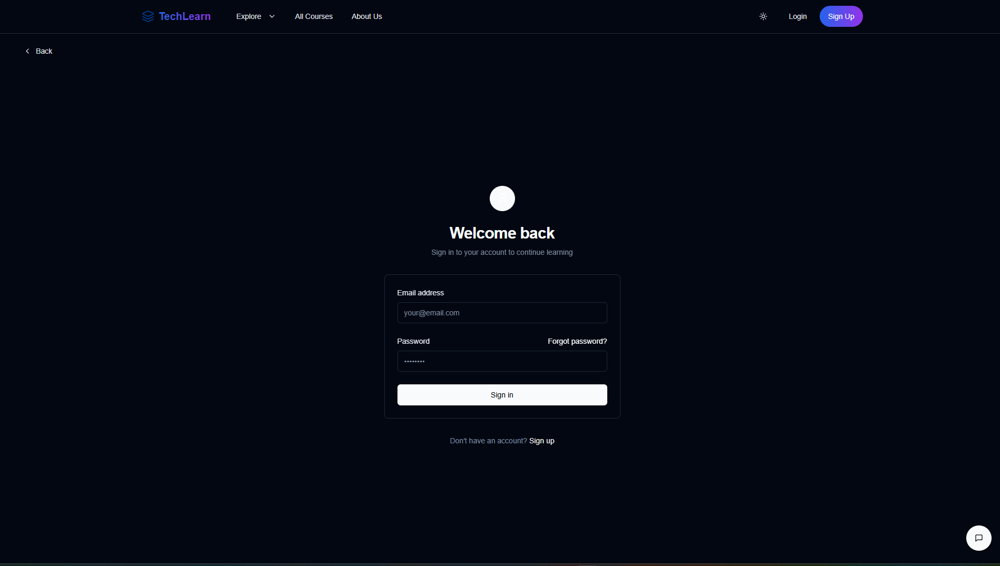 TechLearn Explore All Courses About Us Login Sign Up
Back
Welcome back
Sign in to your account to continue learning
Email address
your@email.com
Password Forgot password?
••••••••
Sign in
Don't have an account? Sign up